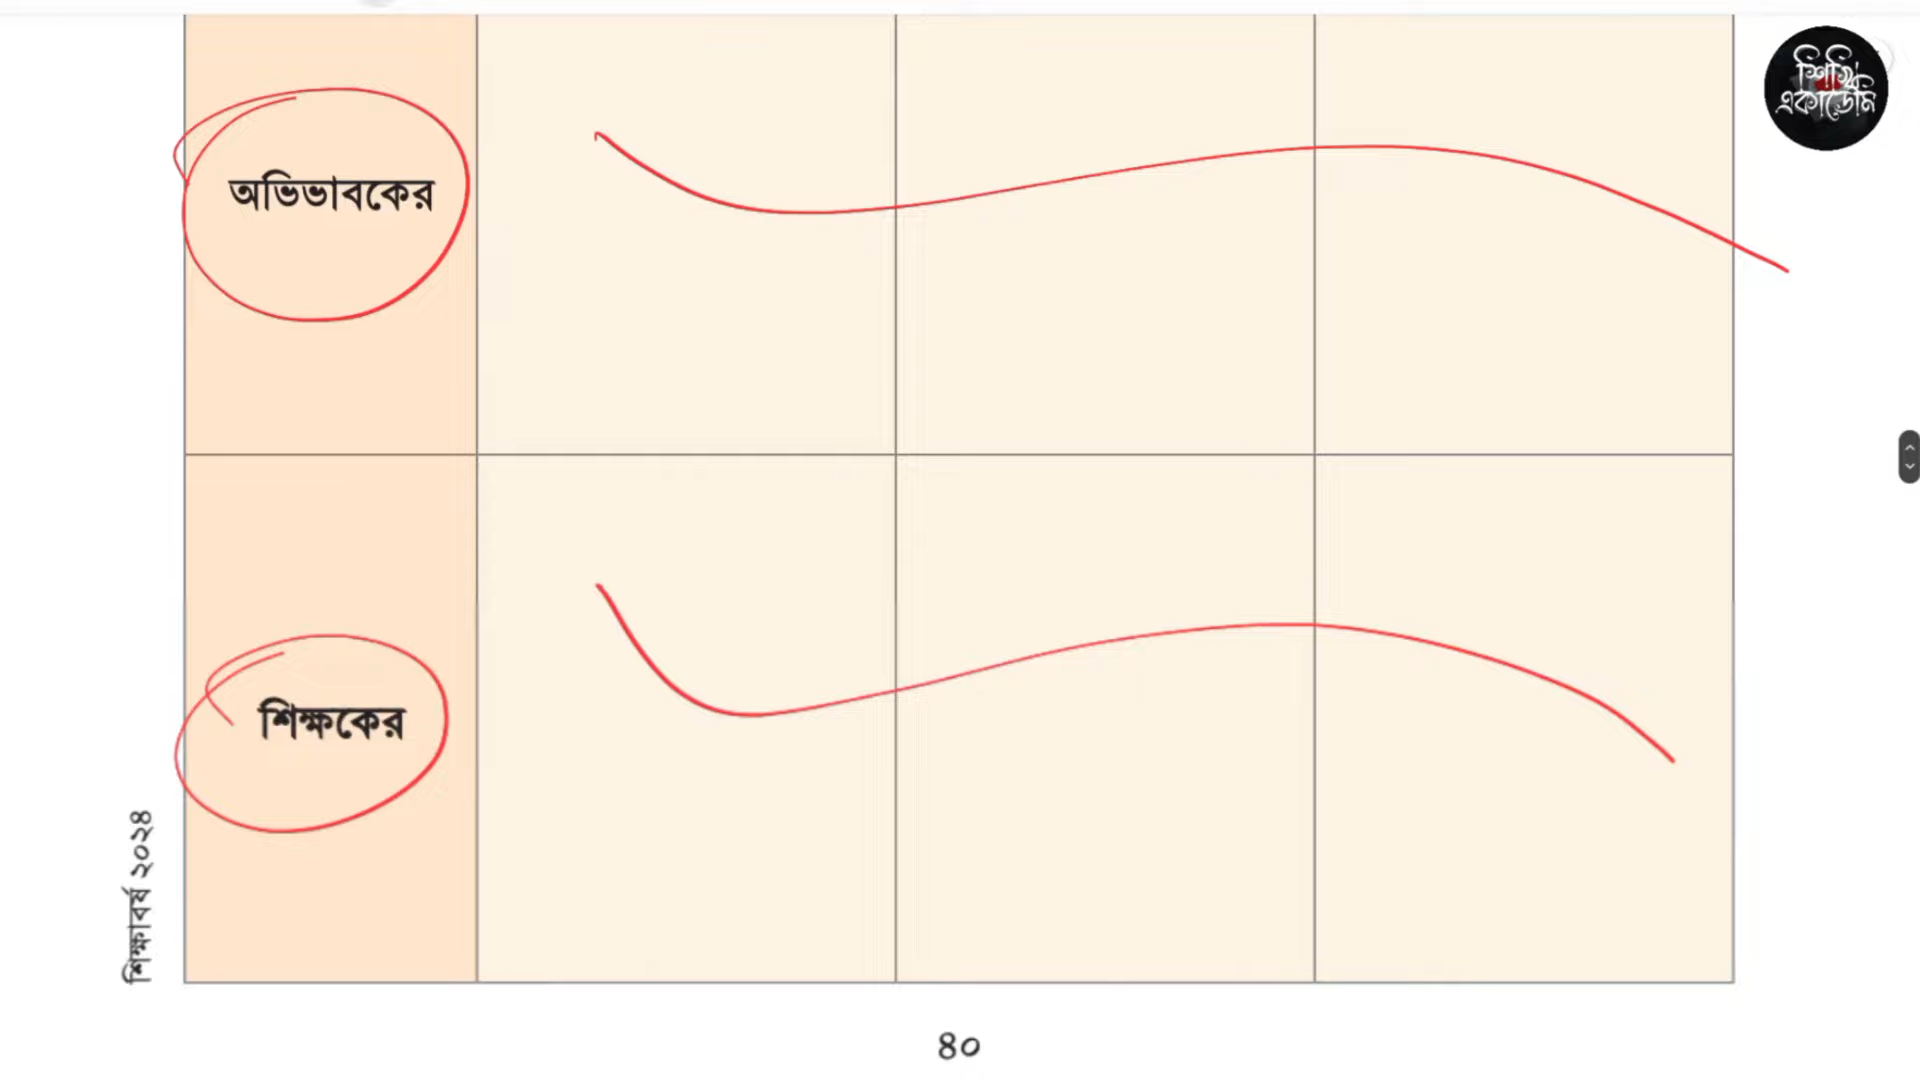 শিখি
একাডেমি
অভিভাবকের
শিক্ষকের
শিক্ষাবর্ষ ২০২৪
৪০